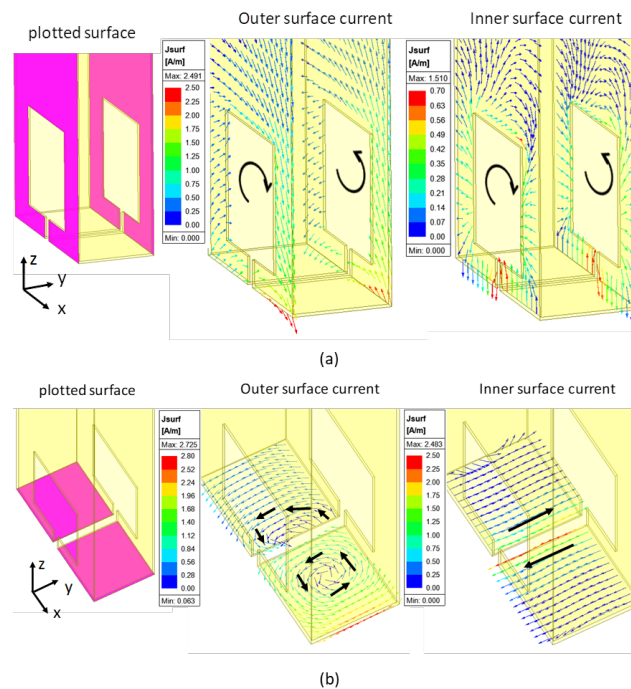 plotted surface
Outer surface current
Inner surface current
Jsurf
[A/m]
Max: 2.491
2.50
2.25
2.00
1.75
1.50
1.25
1.00
0.75
0.50
0.25
0.00
Min: 0.000
Jsurf
[A/m]
Max: 1.510
0.70
0.63
0.56
0.49
0.42
0.35
0.28
0.21
0.14
0.07
0.00
Min: 0.000
z
y
x
(a)
plotted surface
Outer surface current
Inner surface current
Jsurf
[A/m]
Max: 2.725
2.80
2.52
2.24
1.96
1.68
1.40
1.12
0.84
0.56
0.28
0.00
Min: 0.063
Jsurf
[A/m]
Max: 2.483
2.50
2.25
2.00
1.75
1.50
1.25
1.00
0.75
0.50
0.25
0.00
Min: 0.000
z
y
x
(b)